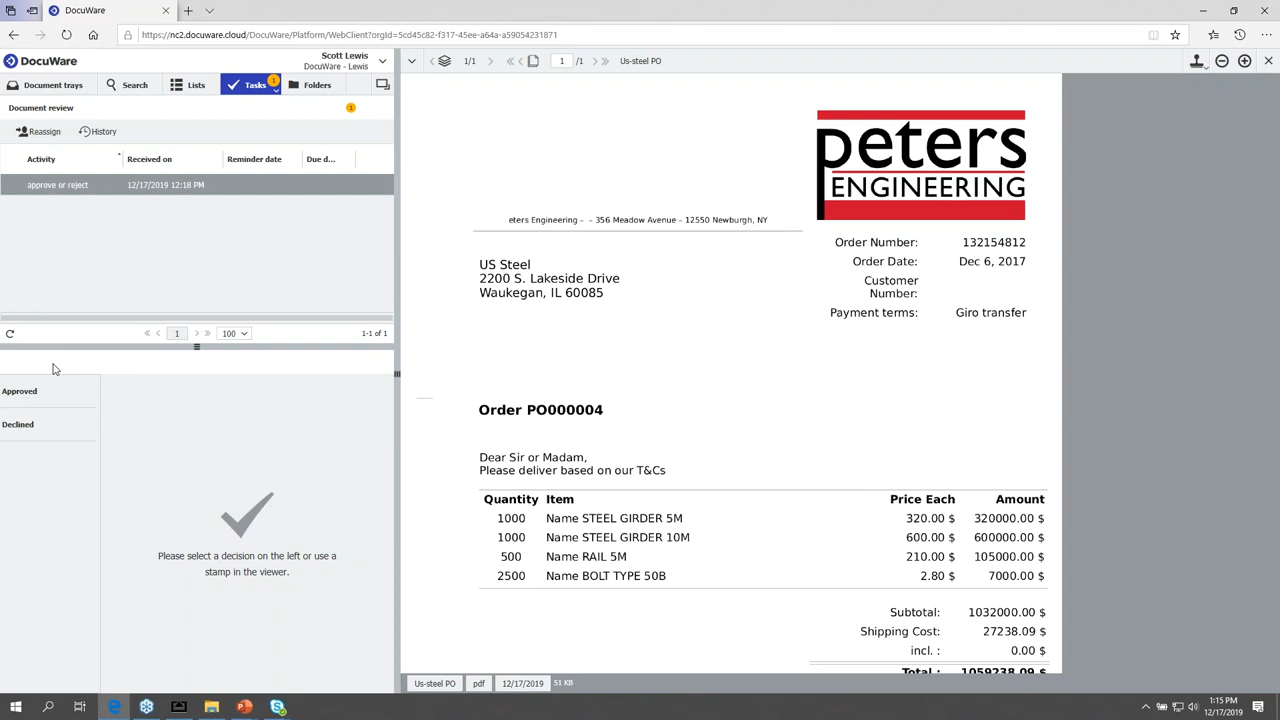 DocuWare
https://nc2.docuware.cloud/DocuWare/Platform/WebClient?orgId=5cd45c82-f317-45ee-a64a-a59054231871
DocuWare
Scott Lewis
DocuWare - Lewis
Document trays
Search
Lists
Tasks
1
Folders
Document review
1
Reassign
History
Activity
Received on
Reminder date
Due d...
approve or reject
12/17/2019 12:18 PM
1
100
1-1 of 1
Approved
Declined
Please select a decision on the left or use a
stamp in the viewer.
1/1
1
/1
Us-steel PO
peters
ENGINEERING
eters Engineering - - 356 Meadow Avenue - 12550 Newburgh, NY
Order Number: 132154812
Order Date: Dec 6, 2017
Customer
Number:
Payment terms: Giro transfer
US Steel
2200 S. Lakeside Drive
Waukegan, IL 60085
Order PO000004
Dear Sir or Madam,
Please deliver based on our T&Cs
Quantity Item Price Each Amount
1000 Name STEEL GIRDER 5M 320.00 $ 320000.00 $
1000 Name STEEL GIRDER 10M 600.00 $ 600000.00 $
500 Name RAIL 5M 210.00 $ 105000.00 $
2500 Name BOLT TYPE 50B 2.80 $ 7000.00 $
Subtotal: 1032000.00 $
Shipping Cost: 27238.09 $
incl. : 0.00 $
Total : 1059238.09 $
Us-steel PO
pdf
12/17/2019
51 KB
1:15 PM
12/17/2019